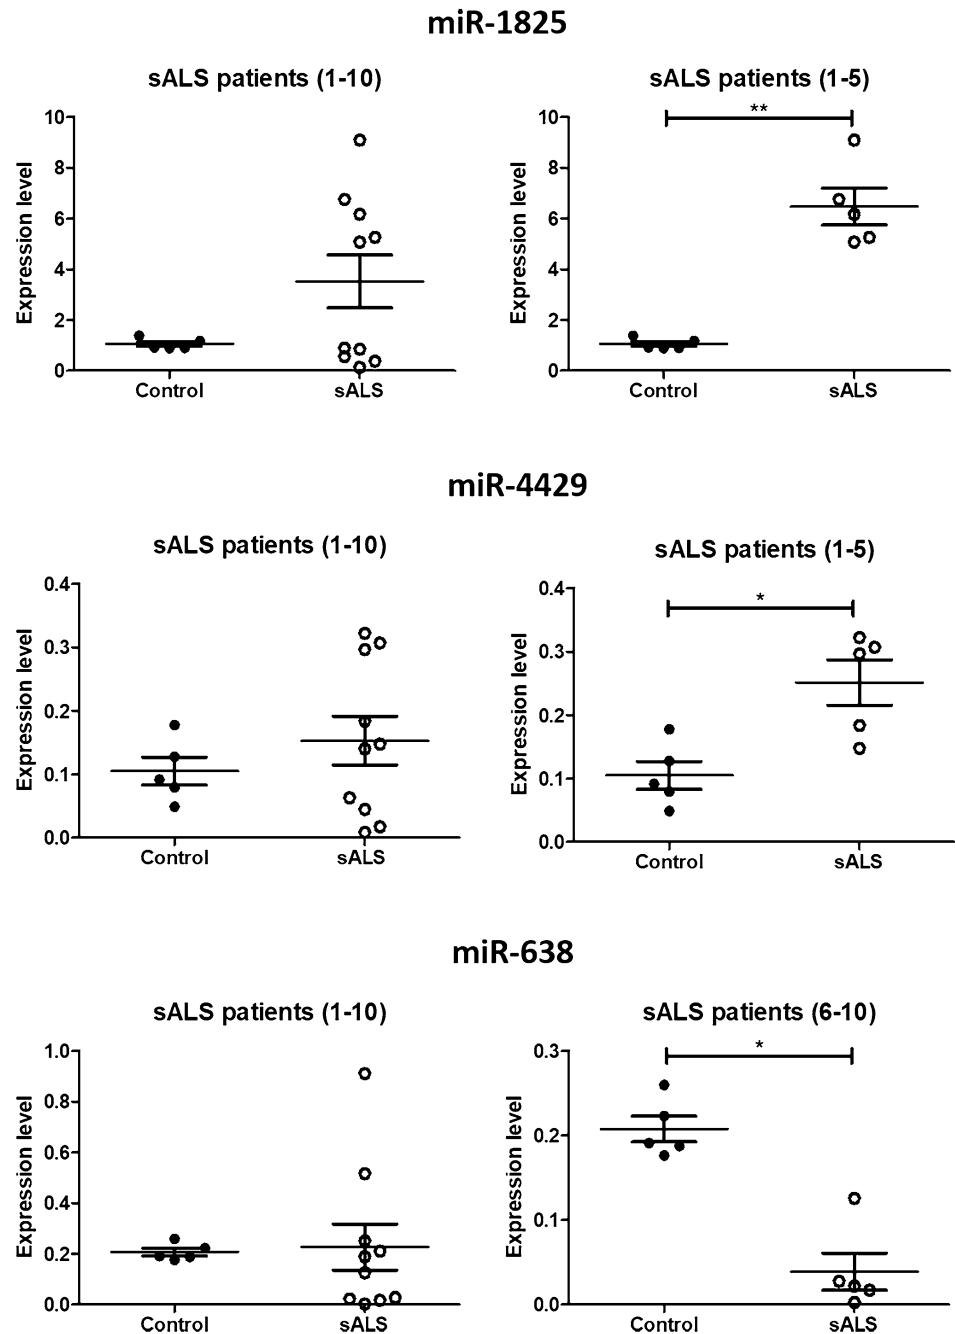 miR-1825
sALS patients (1-10)
Expression level
10
8
6
4
2
0
Control
sALS
sALS patients (1-5)
Expression level
10
8
6
4
2
0
**
Control
sALS
miR-4429
sALS patients (1-10)
Expression level
0.4
0.3
0.2
0.1
0.0
Control
sALS
sALS patients (1-5)
Expression level
0.4
0.3
0.2
0.1
0.0
*
Control
sALS
miR-638
sALS patients (1-10)
Expression level
1.0
0.8
0.6
0.4
0.2
0.0
Control
sALS
sALS patients (6-10)
Expression level
0.3
0.2
0.1
0.0
*
Control
sALS